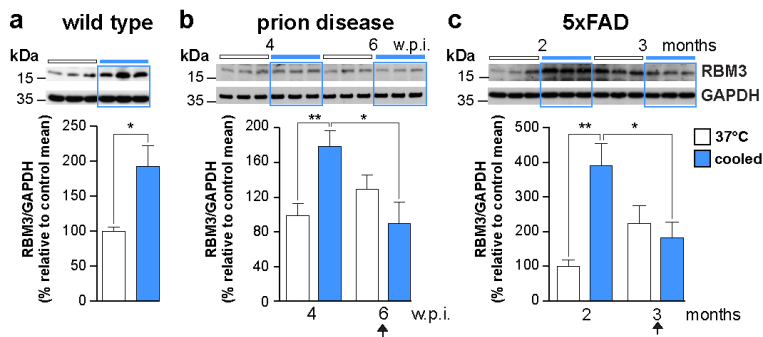 a wild type
kDa
15
35
RBM3/GAPDH
(% relative to control mean)
250
200
150
100
50
0
*
b prion disease
4 6 w.p.i.
kDa
15
35
RBM3/GAPDH
(% relative to control mean)
200
160
120
80
40
0
** *
4 6 w.p.i.
c 5xFAD
2 3 months
kDa
15
35
RBM3
GAPDH
RBM3/GAPDH
(% relative to control mean)
500
400
300
200
100
0
** *
2 3 months
37ºC
cooled